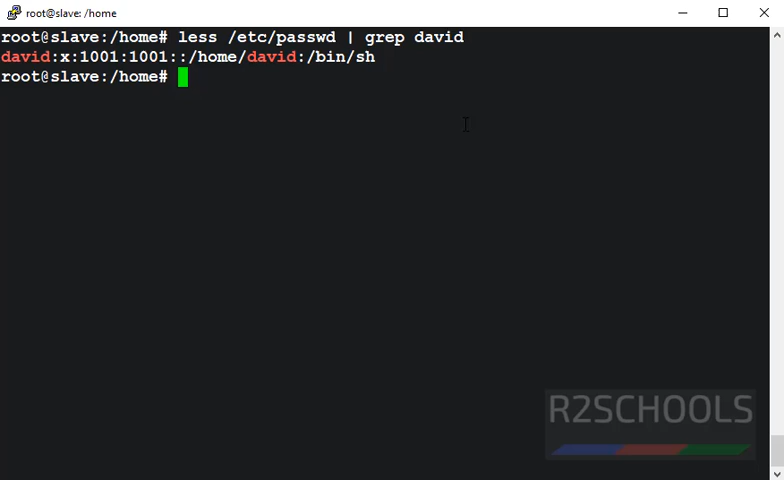 root@slave: /home
root@slave:/home# less /etc/passwd | grep david
david:x:1001:1001::/home/david:/bin/sh
root@slave:/home#
R2SCHOOLS